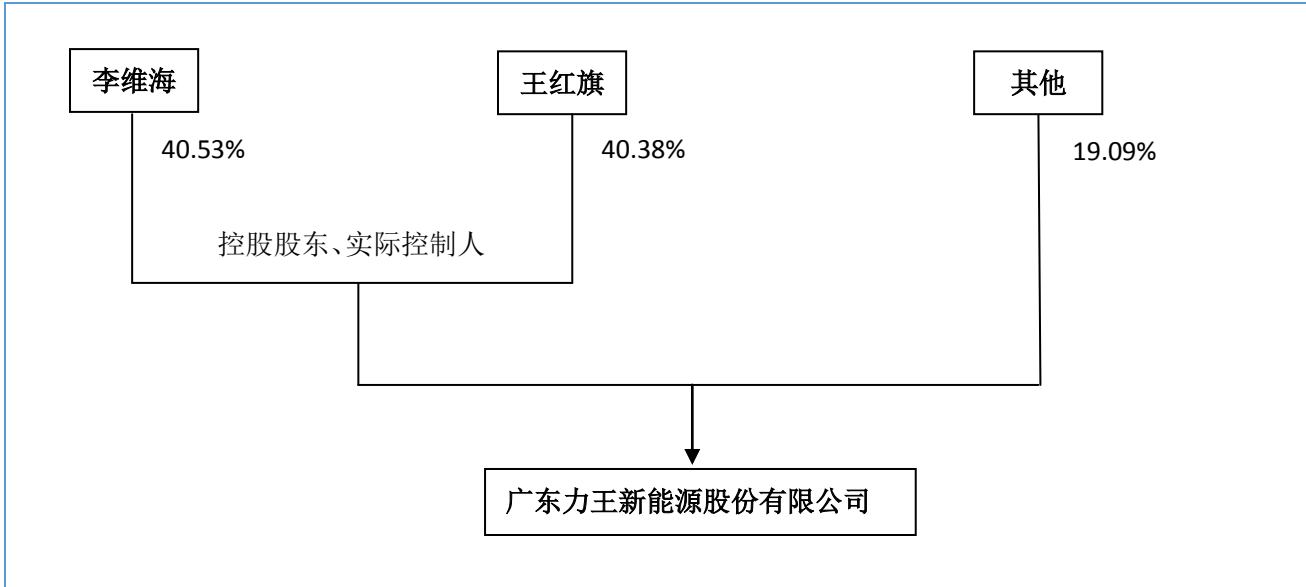 李维海
王红旗
其他
40.53%
40.38%
19.09%
控股股东、实际控制人
广东力王新能源股份有限公司